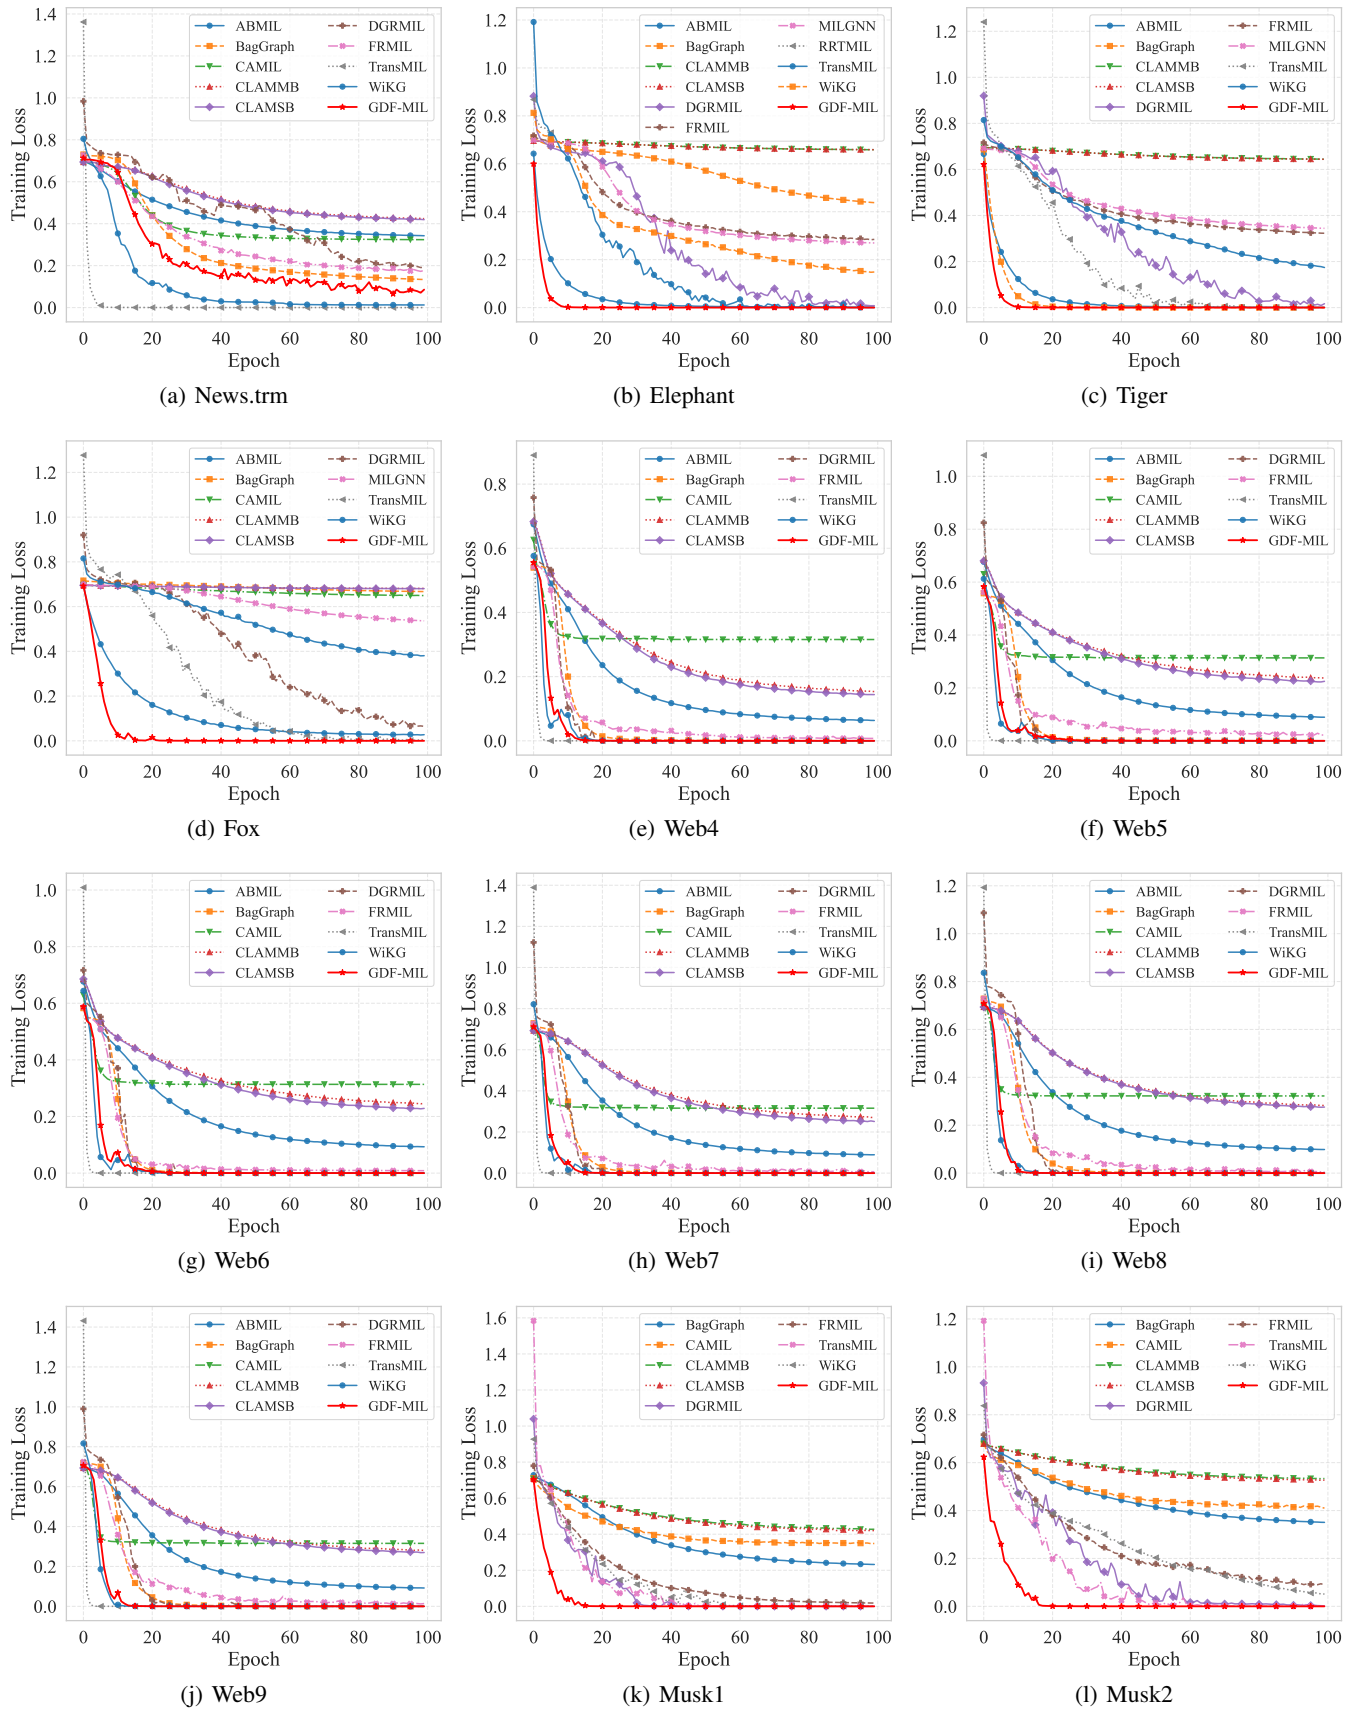 1.4
1.2
1.0
0.8
0.6
0.4
0.2
0.0
Training Loss
0 20 40 60 80 100
Epoch
ABMIL
BagGraph
CAMIL
CLAMMB
CLAMSB
DGRMIL
FRMIL
TransMIL
WiKG
GDF-MIL
(a) News.trm
1.2
1.0
0.8
0.6
0.4
0.2
0.0
Training Loss
0 20 40 60 80 100
Epoch
ABMIL
BagGraph
CLAMMB
CLAMSB
DGRMIL
FRMIL
MILGNN
RRTMIL
TransMIL
WiKG
GDF-MIL
(b) Elephant
1.2
1.0
0.8
0.6
0.4
0.2
0.0
Training Loss
0 20 40 60 80 100
Epoch
ABMIL
BagGraph
CLAMMB
CLAMSB
DGRMIL
FRMIL
MILGNN
TransMIL
WiKG
GDF-MIL
(c) Tiger
1.2
1.0
0.8
0.6
0.4
0.2
0.0
Training Loss
0 20 40 60 80 100
Epoch
ABMIL
BagGraph
CAMIL
CLAMMB
CLAMSB
DGRMIL
MILGNN
TransMIL
WiKG
GDF-MIL
(d) Fox
0.8
0.6
0.4
0.2
0.0
Training Loss
0 20 40 60 80 100
Epoch
ABMIL
BagGraph
CAMIL
CLAMMB
CLAMSB
DGRMIL
FRMIL
TransMIL
WiKG
GDF-MIL
(e) Web4
1.0
0.8
0.6
0.4
0.2
0.0
Training Loss
0 20 40 60 80 100
Epoch
ABMIL
BagGraph
CAMIL
CLAMMB
CLAMSB
DGRMIL
FRMIL
TransMIL
WiKG
GDF-MIL
(f) Web5
1.0
0.8
0.6
0.4
0.2
0.0
Training Loss
0 20 40 60 80 100
Epoch
ABMIL
BagGraph
CAMIL
CLAMMB
CLAMSB
DGRMIL
FRMIL
TransMIL
WiKG
GDF-MIL
(g) Web6
1.4
1.2
1.0
0.8
0.6
0.4
0.2
0.0
Training Loss
0 20 40 60 80 100
Epoch
ABMIL
BagGraph
CAMIL
CLAMMB
CLAMSB
DGRMIL
FRMIL
TransMIL
WiKG
GDF-MIL
(h) Web7
1.2
1.0
0.8
0.6
0.4
0.2
0.0
Training Loss
0 20 40 60 80 100
Epoch
ABMIL
BagGraph
CAMIL
CLAMMB
CLAMSB
DGRMIL
FRMIL
TransMIL
WiKG
GDF-MIL
(i) Web8
1.4
1.2
1.0
0.8
0.6
0.4
0.2
0.0
Training Loss
0 20 40 60 80 100
Epoch
ABMIL
BagGraph
CAMIL
CLAMMB
CLAMSB
DGRMIL
FRMIL
TransMIL
WiKG
GDF-MIL
(j) Web9
1.6
1.4
1.2
1.0
0.8
0.6
0.4
0.2
0.0
Training Loss
0 20 40 60 80 100
Epoch
BagGraph
CAMIL
CLAMMB
CLAMSB
DGRMIL
FRMIL
TransMIL
WiKG
GDF-MIL
(k) Musk1
1.2
1.0
0.8
0.6
0.4
0.2
0.0
Training Loss
0 20 40 60 80 100
Epoch
BagGraph
CAMIL
CLAMMB
CLAMSB
DGRMIL
FRMIL
TransMIL
WiKG
GDF-MIL
(l) Musk2